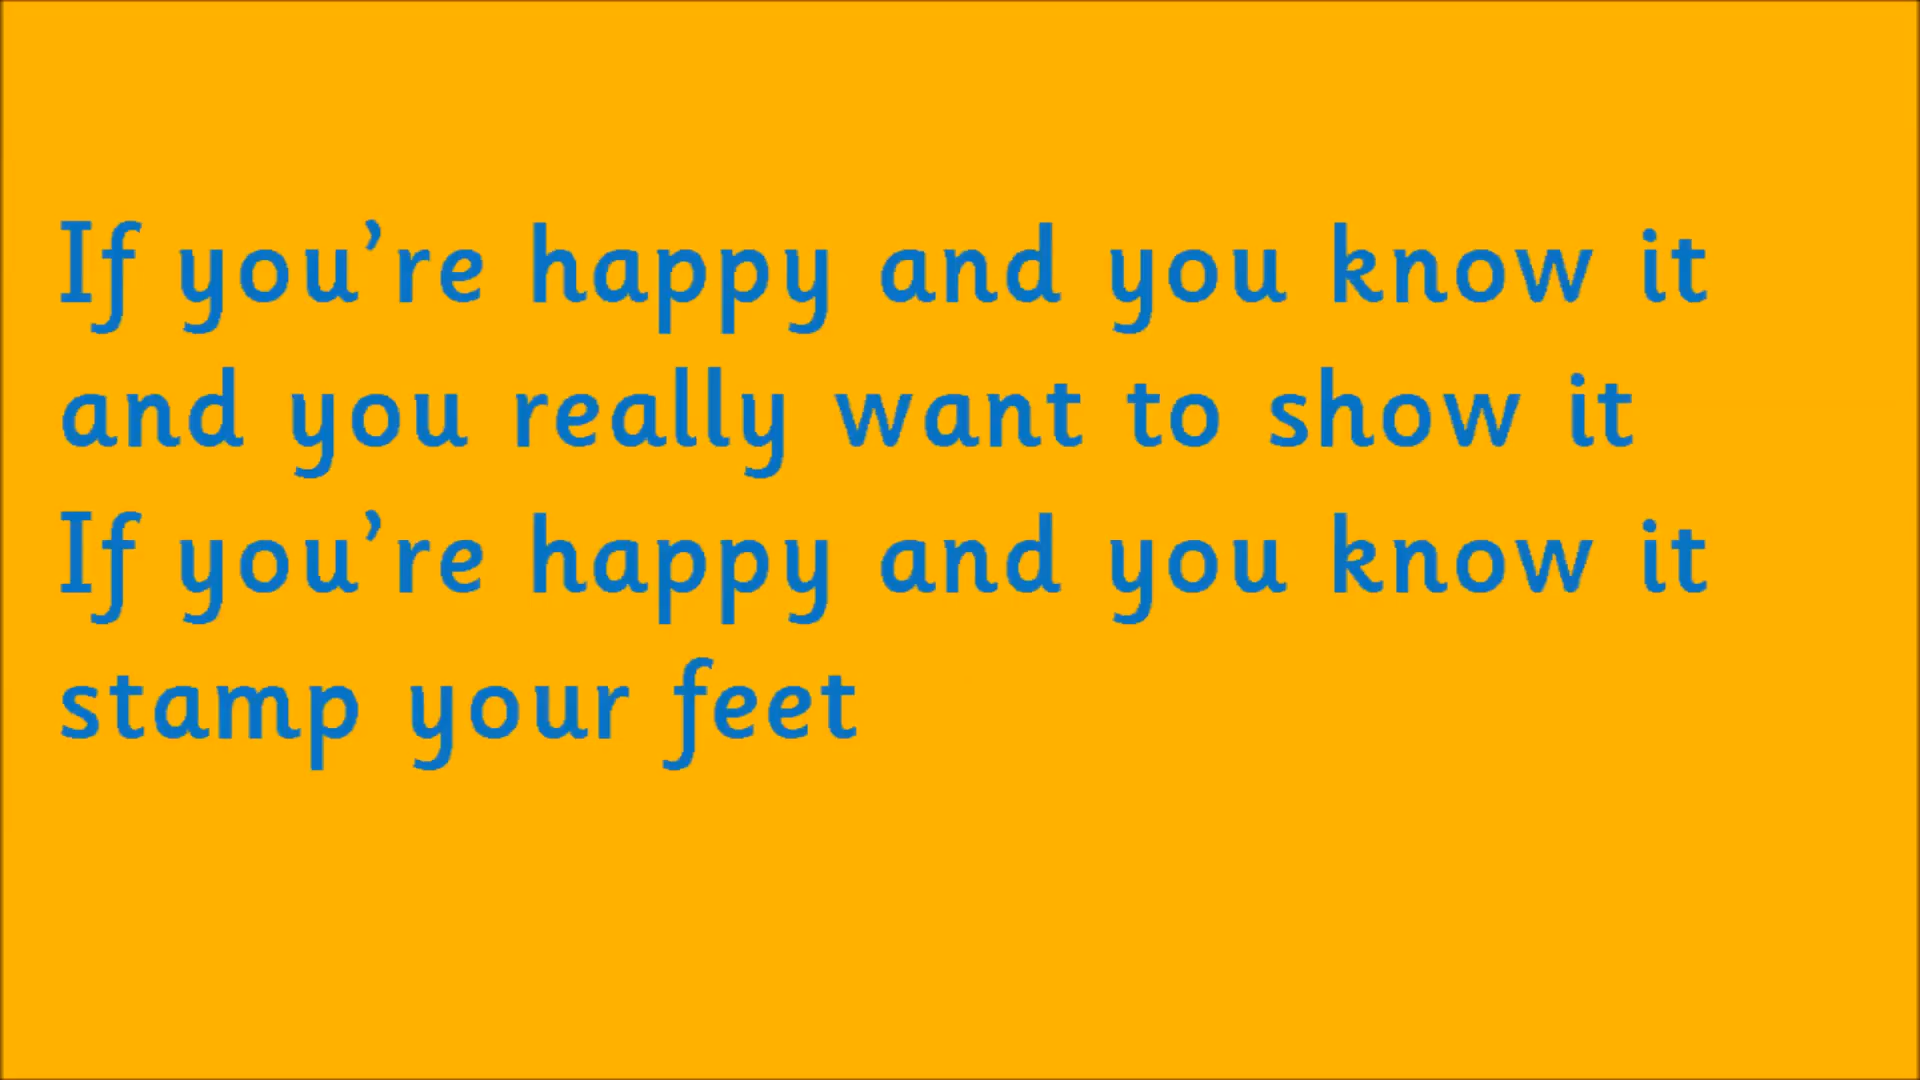 If you’re happy and you know it
and you really want to show it
If you’re happy and you know it
stamp your feet